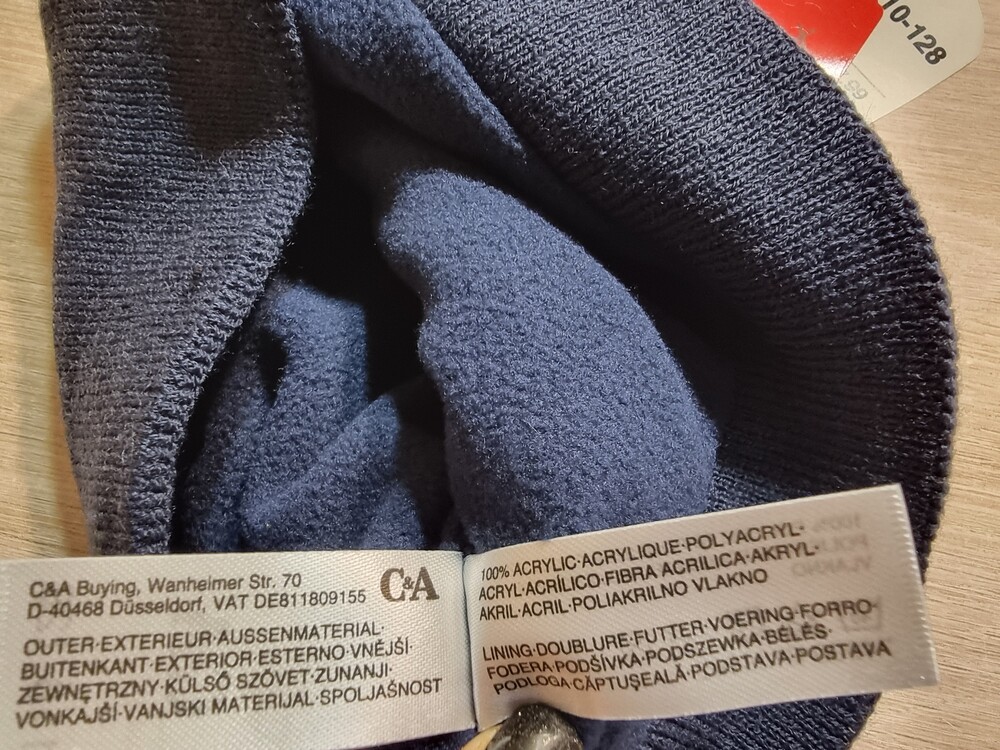 10-128
C&A Buying, Wanheimer Str. 70
D-40468 Düsseldorf, VAT DE811809155
C&A
OUTER·EXTERIEUR·AUSSENMATERIAL·
BUITENKANT·EXTERIOR·ESTERNO·VNĚJŠÍ·
ZEWNĘTRZNY·KÜLSŐ SZÖVET·ZUNANJI·
VONKAJŠÍ·VANJSKI MATERIJAL·SPOLJAŠNOST
100% ACRYLIC·ACRYLIQUE·POLYACRYL·
ACRYL·ACRÍLICO·FIBRA ACRILICA·AKRYL·
AKRIL·ACRIL·POLIAKRILNO VLAKNO
LINING·DOUBLURE·FUTTER·VOERING·FORRO·
FODERA·PODŠÍVKA·PODSZEWKA·BÉLÉS·
PODLOGA·CĂPTUŞEALĂ·PODSTAVA·POSTAVA